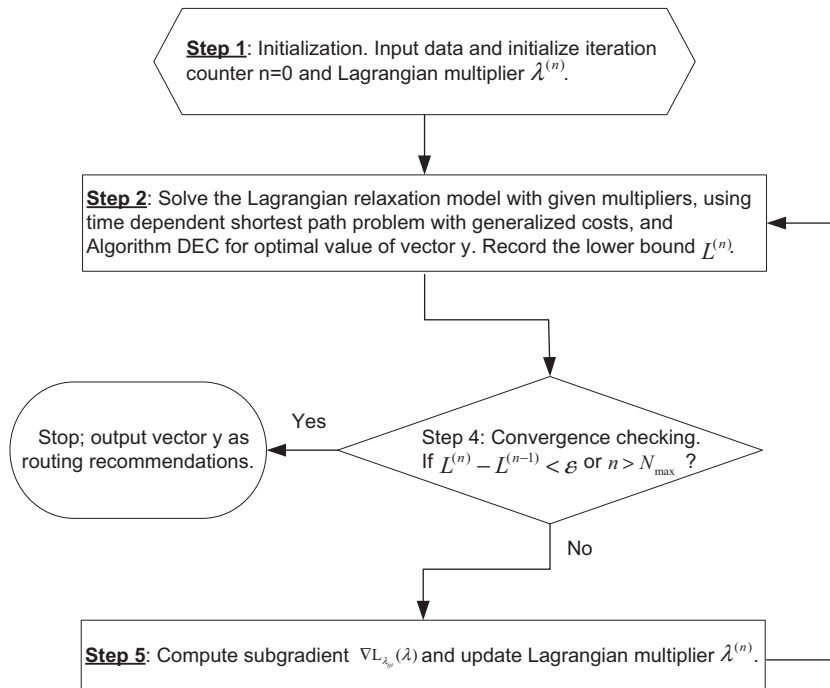 Step 1: Initialization. Input data and initialize iteration
counter n=0 and Lagrangian multiplier λ^(n).
Step 2: Solve the Lagrangian relaxation model with given multipliers, using
time dependent shortest path problem with generalized costs, and
Algorithm DEC for optimal value of vector y. Record the lower bound L^(n).
Yes
Stop; output vector y as
routing recommendations.
Step 4: Convergence checking.
If L^(n) − L^(n−1) < ε or n > N_max ?
No
Step 5: Compute subgradient ∇L_λ(λ) and update Lagrangian multiplier λ^(n).